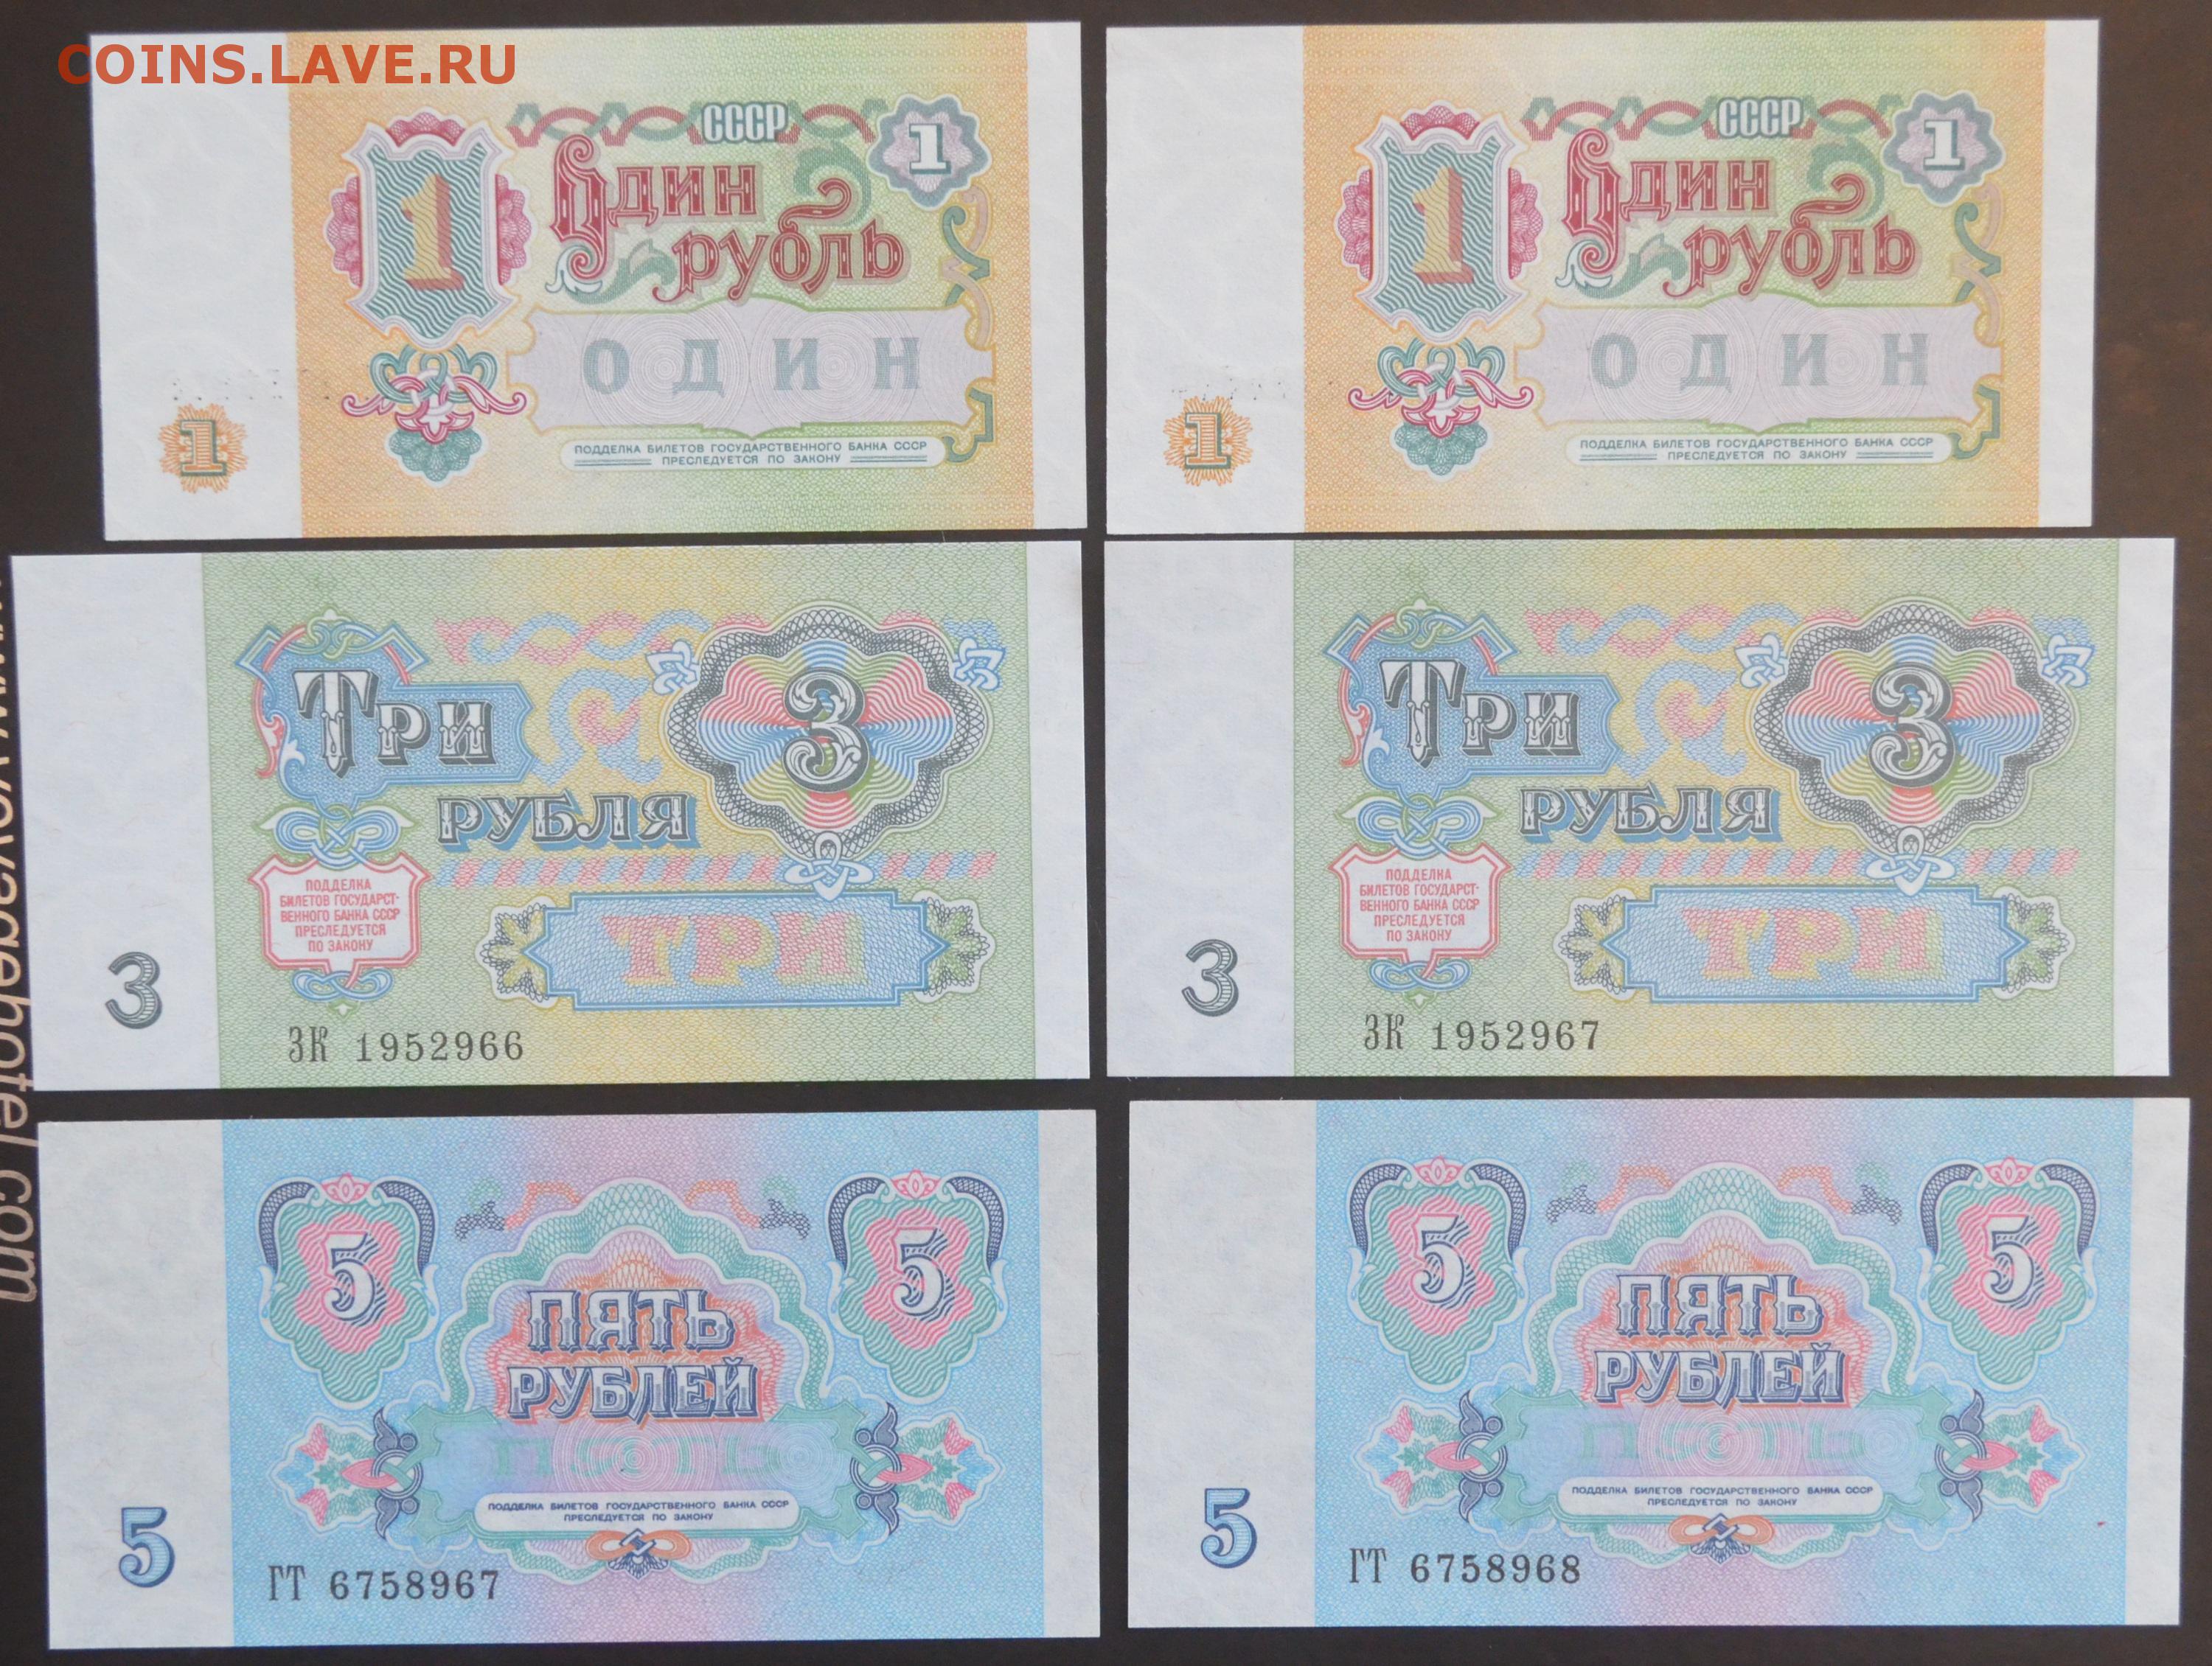 COINS.LAVE.RU
СССР
1
1
Один
рубль
ОДИН
1
ПОДДЕЛКА БИЛЕТОВ ГОСУДАРСТВЕННОГО БАНКА СССР
ПРЕСЛЕДУЕТСЯ ПО ЗАКОНУ
СССР
1
1
Один
рубль
ОДИН
1
ПОДДЕЛКА БИЛЕТОВ ГОСУДАРСТВЕННОГО БАНКА СССР
ПРЕСЛЕДУЕТСЯ ПО ЗАКОНУ
Три
3
РУБЛЯ
ПОДДЕЛКА
БИЛЕТОВ ГОСУДАРСТ-
ВЕННОГО БАНКА СССР
ПРЕСЛЕДУЕТСЯ
ПО ЗАКОНУ
ТРИ
3
ЗК 1952966
Три
3
РУБЛЯ
ПОДДЕЛКА
БИЛЕТОВ ГОСУДАРСТ-
ВЕННОГО БАНКА СССР
ПРЕСЛЕДУЕТСЯ
ПО ЗАКОНУ
ТРИ
3
ЗК 1952967
5
5
ПЯТЬ
РУБЛЕЙ
ПЯТЬ
ПОДДЕЛКА БИЛЕТОВ ГОСУДАРСТВЕННОГО БАНКА СССР
ПРЕСЛЕДУЕТСЯ ПО ЗАКОНУ
5
ГТ 6758967
5
5
ПЯТЬ
РУБЛЕЙ
ПЯТЬ
ПОДДЕЛКА БИЛЕТОВ ГОСУДАРСТВЕННОГО БАНКА СССР
ПРЕСЛЕДУЕТСЯ ПО ЗАКОНУ
5
ГТ 6758968